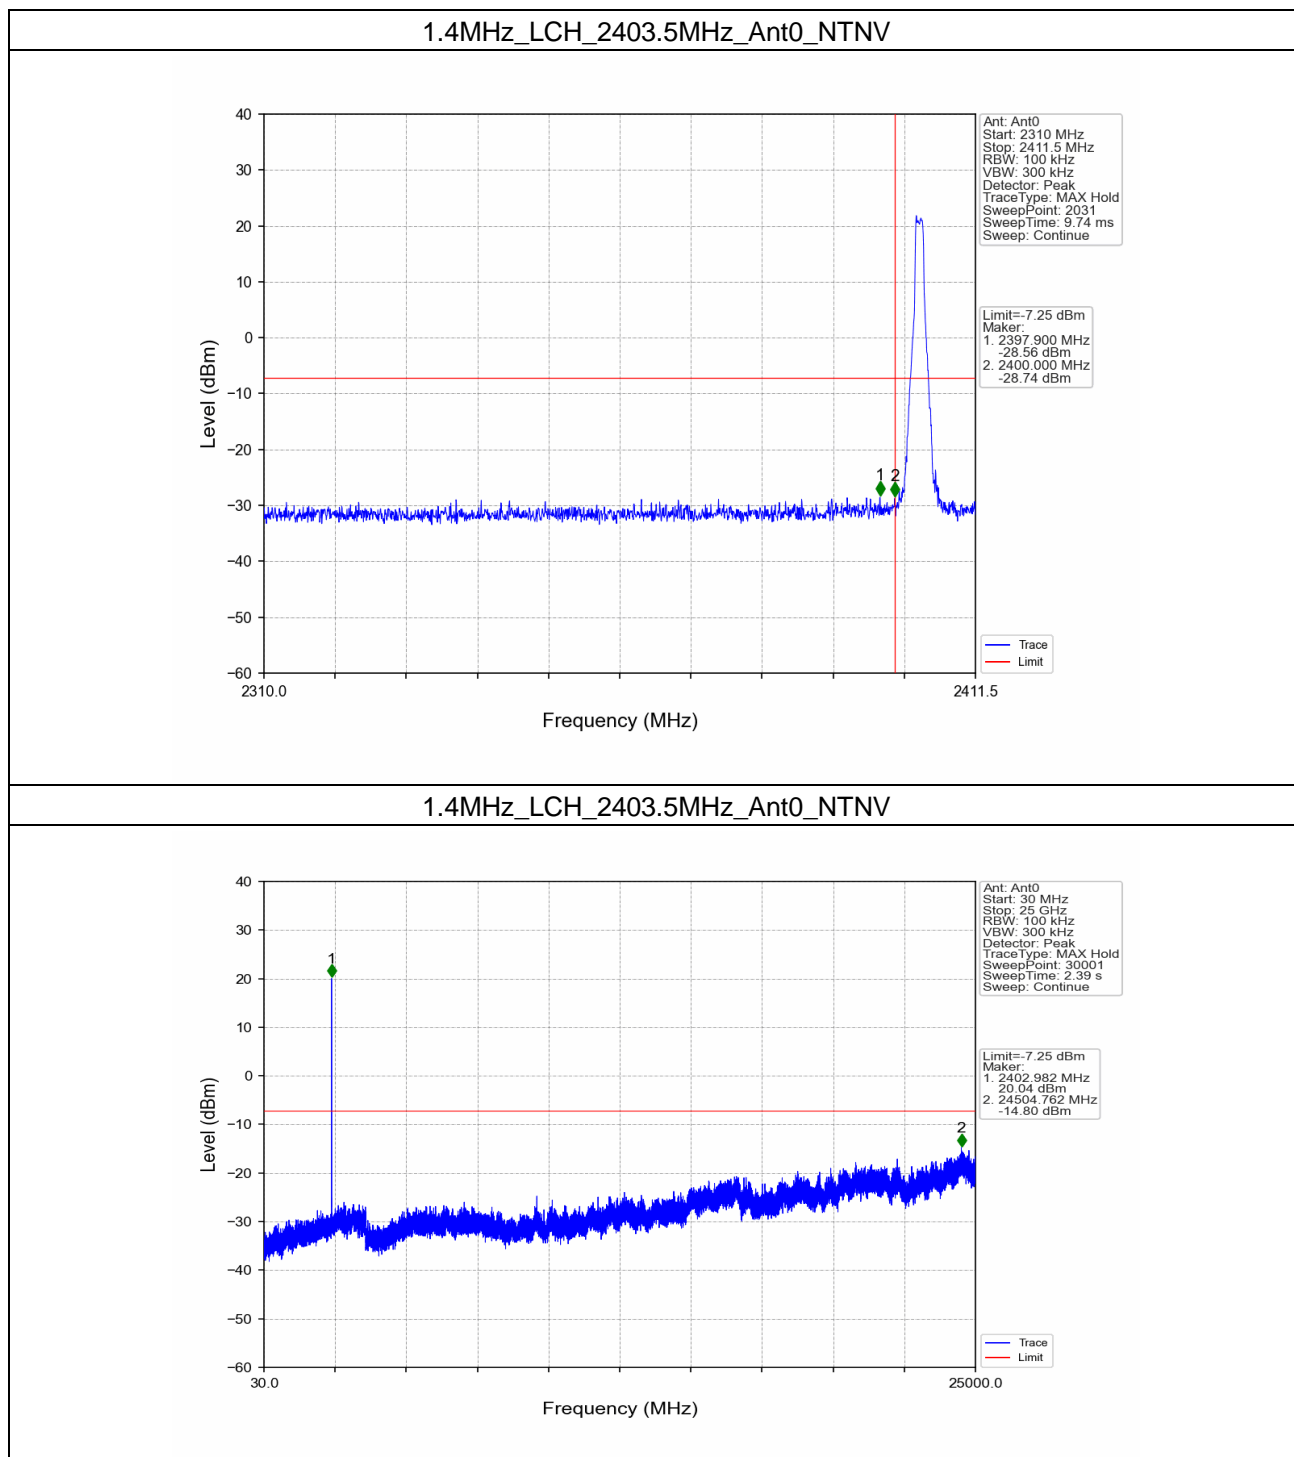 1.4MHz_LCH_2403.5MHz_Ant0_NTNV
40
30
20
10
0
−10
−20
−30
−40
−50
−60
Level (dBm)
2310.0
2411.5
Frequency (MHz)
1
2
Ant: Ant0
Start: 2310 MHz
Stop: 2411.5 MHz
RBW: 100 kHz
VBW: 300 kHz
Detector: Peak
TraceType: MAX Hold
SweepPoint: 2031
SweepTime: 9.74 ms
Sweep: Continue
Limit=-7.25 dBm
Maker:
1. 2397.900 MHz
-28.56 dBm
2. 2400.000 MHz
-28.74 dBm
Trace
Limit
1.4MHz_LCH_2403.5MHz_Ant0_NTNV
40
30
20
10
0
−10
−20
−30
−40
−50
−60
Level (dBm)
30.0
25000.0
Frequency (MHz)
1
2
Ant: Ant0
Start: 30 MHz
Stop: 25 GHz
RBW: 100 kHz
VBW: 300 kHz
Detector: Peak
TraceType: MAX Hold
SweepPoint: 30001
SweepTime: 2.39 s
Sweep: Continue
Limit=-7.25 dBm
Maker:
1. 2402.982 MHz
20.04 dBm
2. 24504.762 MHz
-14.80 dBm
Trace
Limit